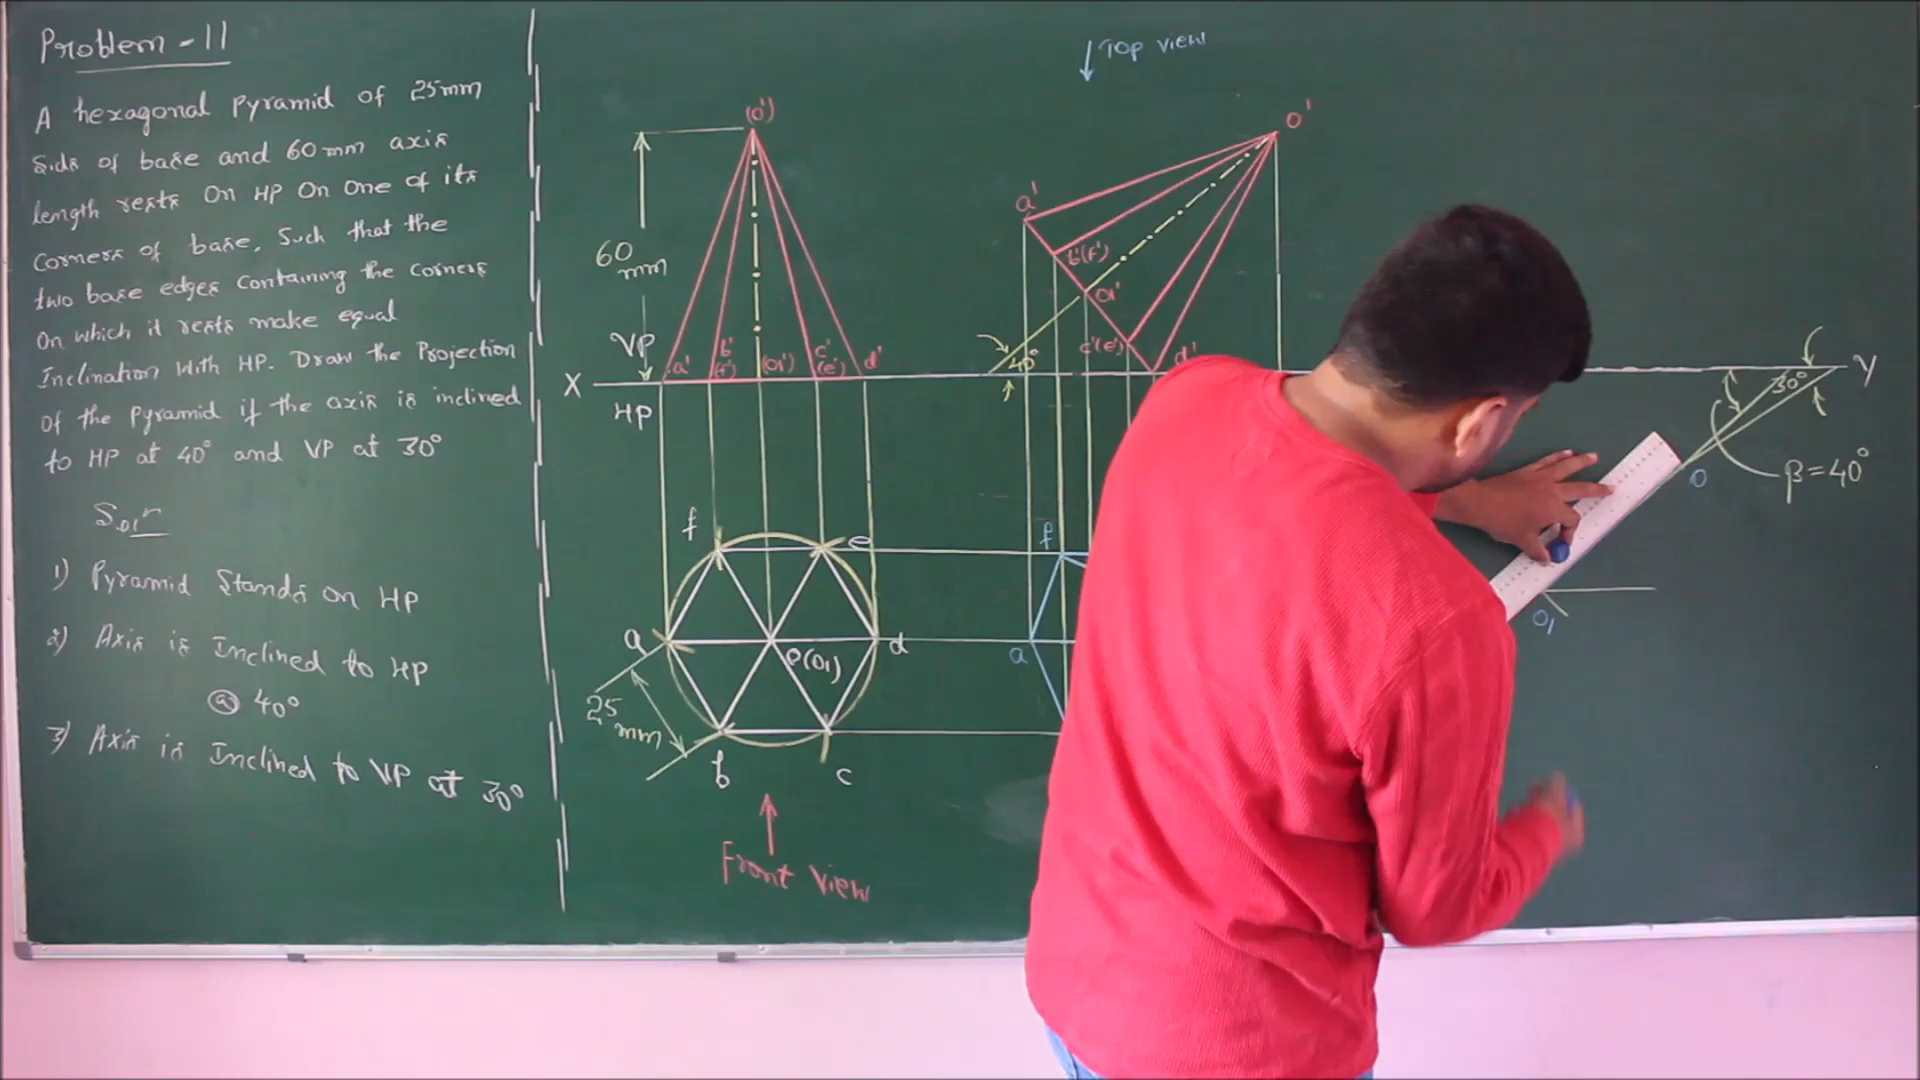 Problem - 11
A hexagonal Pyramid of 25mm
Side of base and 60mm axis
length rests On HP On One of its
Corners of base, Such that the
two base edges Containing the Corners
On which it rests make equal
Inclination With HP. Draw the Projection
Of the Pyramid if the axis is inclined
to HP at 40° and VP at 30°
Soln
1) Pyramid Stands on HP
2) Axis is Inclined to HP
@ 40°
3) Axis is Inclined to VP at 30°
↓ Top view
(o')
60
mm
VP
X
HP
a'
b'
(f')
(o1')
c'
(e')
d'
f
e
a
o(o1)
d
25
mm
b
c
↑
Front View
o'
a'
b'(f')
o1'
c'(e')
d'
40°
f
a
30°
Y
β=40°
o
o1